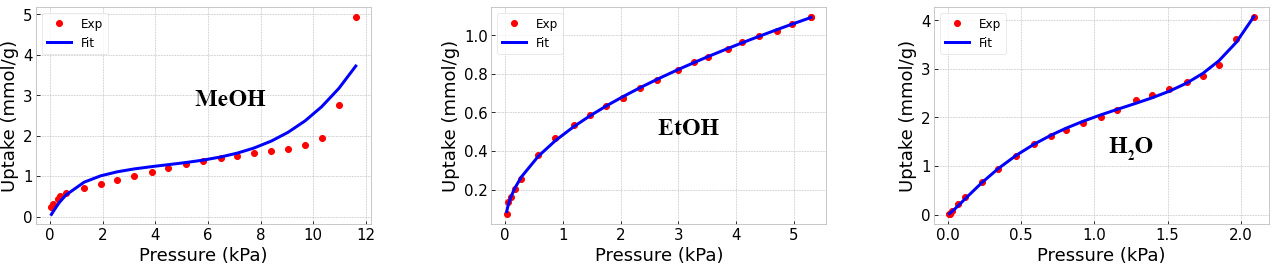 Uptake (mmol/g)
5
4
3
2
1
0
Exp
Fit
MeOH
0 2 4 6 8 10 12
Pressure (kPa)
Uptake (mmol/g)
1.0
0.8
0.6
0.4
0.2
Exp
Fit
EtOH
0 1 2 3 4 5
Pressure (kPa)
Uptake (mmol/g)
4
3
2
1
0
Exp
Fit
H₂O
0.0 0.5 1.0 1.5 2.0
Pressure (kPa)